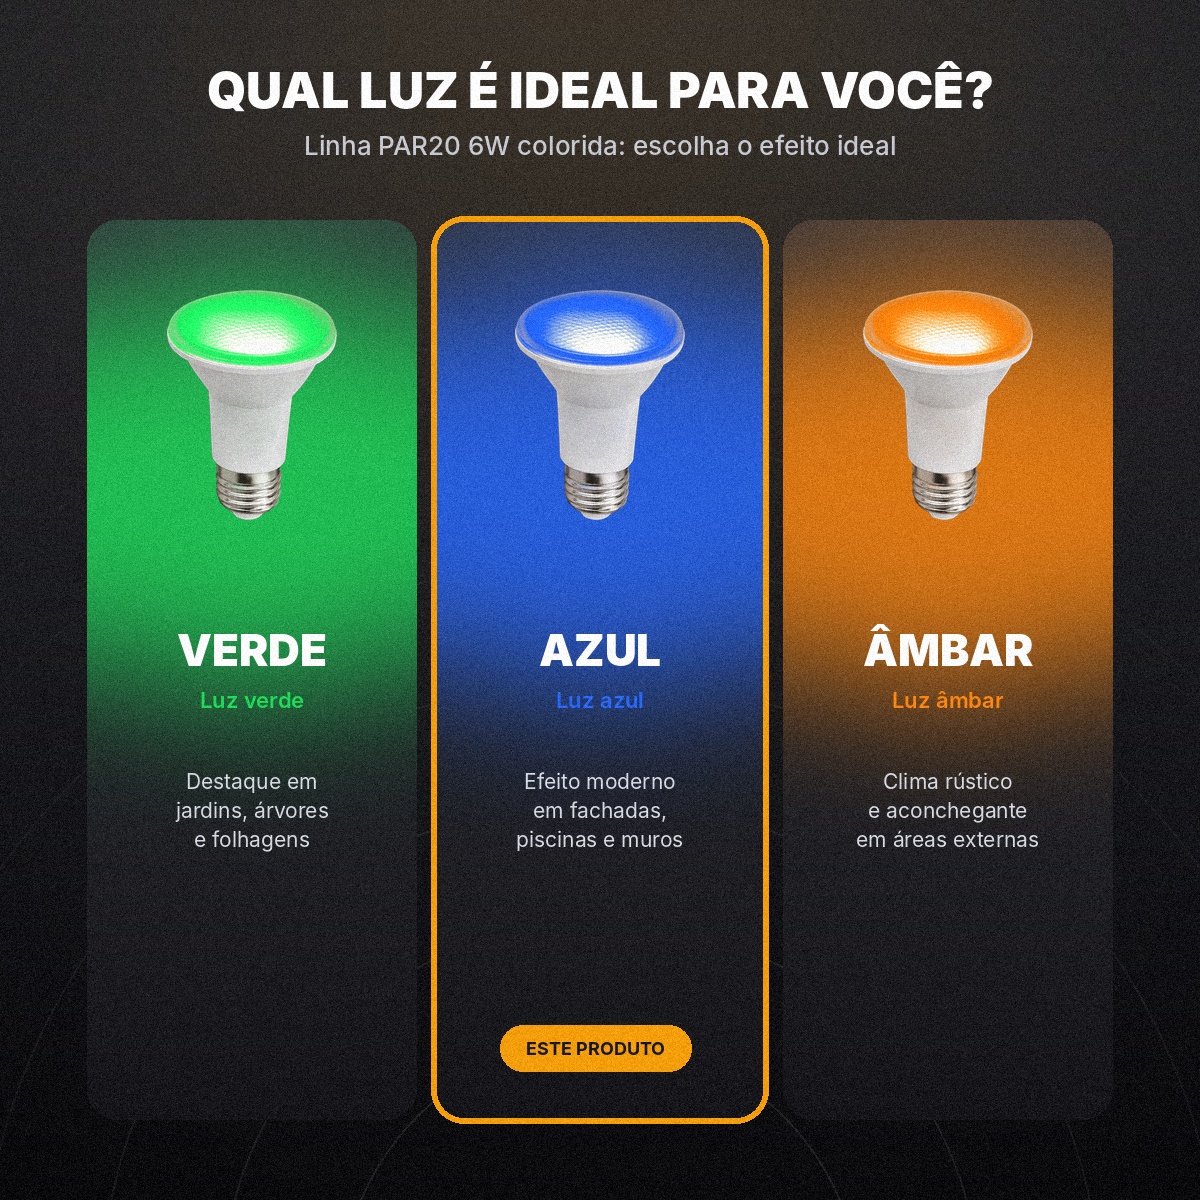 QUAL LUZ É IDEAL PARA VOCÊ?
Linha PAR20 6W colorida: escolha o efeito ideal
VERDE
Luz verde
Destaque em
jardins, árvores
e folhagens
AZUL
Luz azul
Efeito moderno
em fachadas,
piscinas e muros
ESTE PRODUTO
ÂMBAR
Luz âmbar
Clima rústico
e aconchegante
em áreas externas